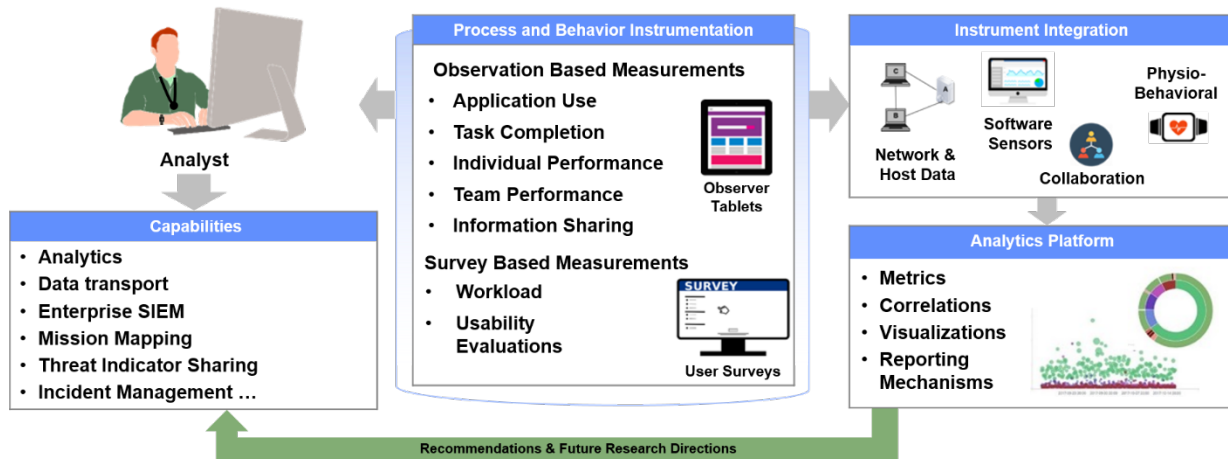 Analyst
Capabilities
• Analytics
• Data transport
• Enterprise SIEM
• Mission Mapping
• Threat Indicator Sharing
• Incident Management …
Process and Behavior Instrumentation
Observation Based Measurements
• Application Use
• Task Completion
• Individual Performance
• Team Performance
• Information Sharing
Observer
Tablets
Survey Based Measurements
• Workload
• Usability
Evaluations
SURVEY
User Surveys
Instrument Integration
C
A
B
Network &
Host Data
Software
Sensors
Collaboration
Physio-
Behavioral
Analytics Platform
• Metrics
• Correlations
• Visualizations
• Reporting
Mechanisms
Recommendations & Future Research Directions